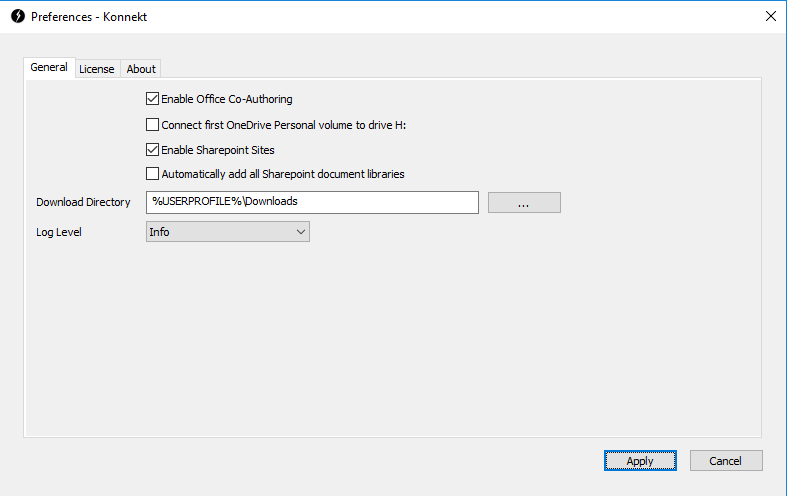 Preferences - Konnekt
General License About
Enable Office Co-Authoring
Connect first OneDrive Personal volume to drive H:
Enable Sharepoint Sites
Automatically add all Sharepoint document libraries
Download Directory %USERPROFILE%\Downloads ...
Log Level Info
Apply Cancel